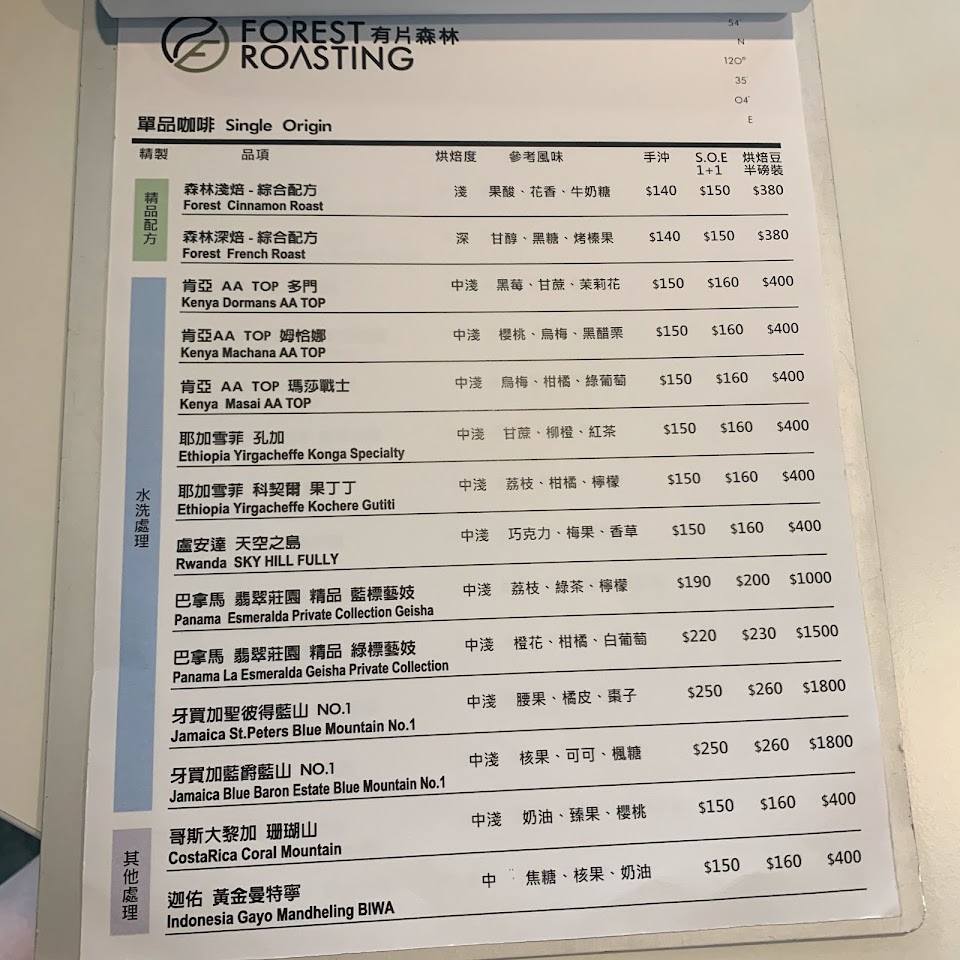 FOREST 有片森林
ROASTING
54'
N
120°
35'
04'
E
單品咖啡 Single Origin
精製 品項 烘焙度 參考風味 手沖 S.O.E 1+1 烘焙豆 半磅裝
精品配方
森林淺焙-綜合配方 淺 果酸、花香、牛奶糖 $140 $150 $380
Forest Cinnamon Roast
森林深焙-綜合配方 深 甘醇、黑糖、烤榛果 $140 $150 $380
Forest French Roast
水洗處理
肯亞 AA TOP 多門 中淺 黑莓、甘蔗、茉莉花 $150 $160 $400
Kenya Dormans AA TOP
肯亞AA TOP 姆恰娜 中淺 櫻桃、烏梅、黑醋栗 $150 $160 $400
Kenya Machana AA TOP
肯亞 AA TOP 瑪莎戰士 中淺 烏梅、柑橘、綠葡萄 $150 $160 $400
Kenya Masai AA TOP
耶加雪菲 孔加 中淺 甘蔗、柳橙、紅茶 $150 $160 $400
Ethiopia Yirgacheffe Konga Specialty
耶加雪菲 科契爾 果丁丁 中淺 荔枝、柑橘、檸檬 $150 $160 $400
Ethiopia Yirgacheffe Kochere Gutiti
盧安達 天空之島 中淺 巧克力、梅果、香草 $150 $160 $400
Rwanda SKY HILL FULLY
巴拿馬 翡翠莊園 精品 藍標藝妓 中淺 荔枝、綠茶、檸檬 $190 $200 $1000
Panama Esmeralda Private Collection Geisha
巴拿馬 翡翠莊園 精品 綠標藝妓 中淺 橙花、柑橘、白葡萄 $220 $230 $1500
Panama La Esmeralda Geisha Private Collection
牙買加聖彼得藍山 NO.1 中淺 腰果、橘皮、棗子 $250 $260 $1800
Jamaica St.Peters Blue Mountain No.1
牙買加藍爵藍山 NO.1 中淺 核果、可可、楓糖 $250 $260 $1800
Jamaica Blue Baron Estate Blue Mountain No.1
其他處理
哥斯大黎加 珊瑚山 中淺 奶油、臻果、櫻桃 $150 $160 $400
CostaRica Coral Mountain
迦佑 黃金曼特寧 中 焦糖、核果、奶油 $150 $160 $400
Indonesia Gayo Mandheling BIWA